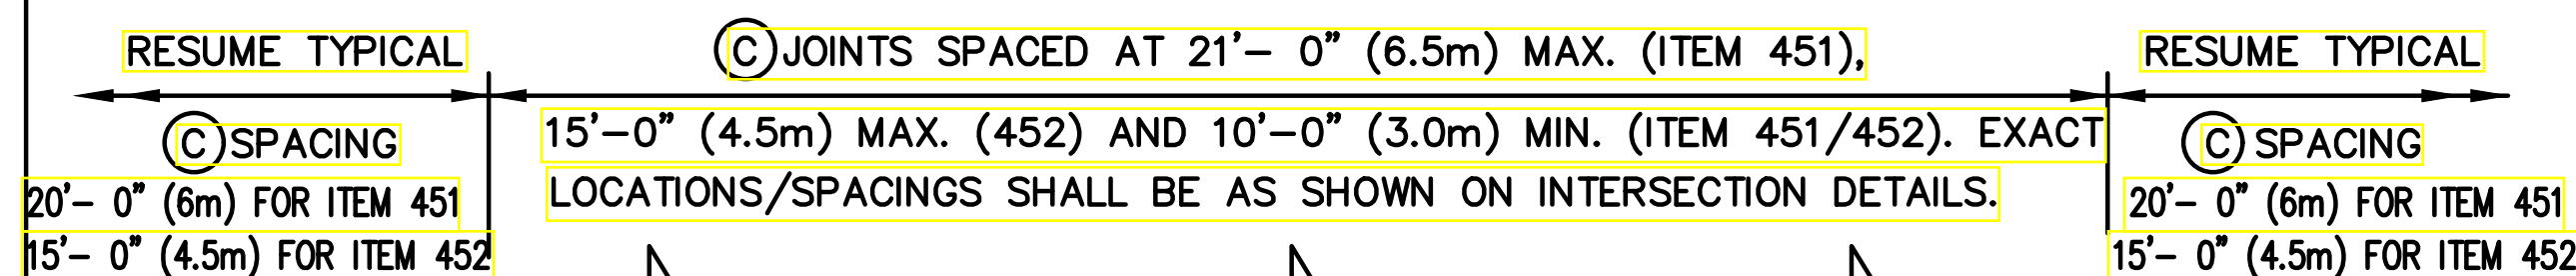 RESUME TYPICAL
Ⓒ SPACING
20'- 0" (6m) FOR ITEM 451
15'- 0" (4.5m) FOR ITEM 452
Ⓒ JOINTS SPACED AT 21'- 0" (6.5m) MAX. (ITEM 451),
15'-0" (4.5m) MAX. (452) AND 10'-0" (3.0m) MIN. (ITEM 451/452). EXACT
LOCATIONS/SPACINGS SHALL BE AS SHOWN ON INTERSECTION DETAILS.
RESUME TYPICAL
Ⓒ SPACING
20'- 0" (6m) FOR ITEM 451
15'- 0" (4.5m) FOR ITEM 452